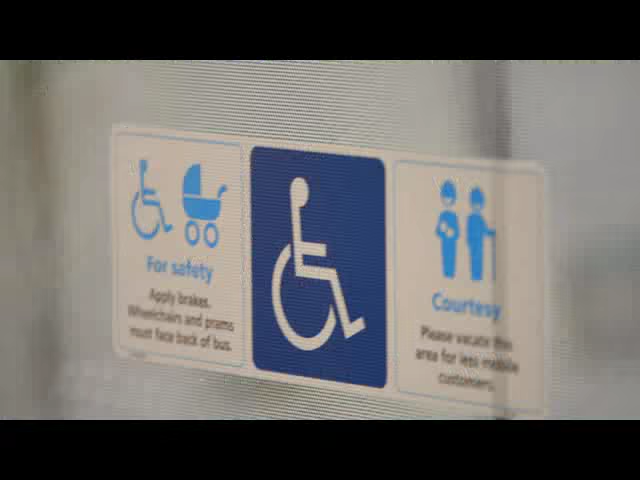 For safety
Apply brakes.
Wheelchairs and prams
must face back of bus.
Courtesy
Please vacate this
area for less mobile
customers.